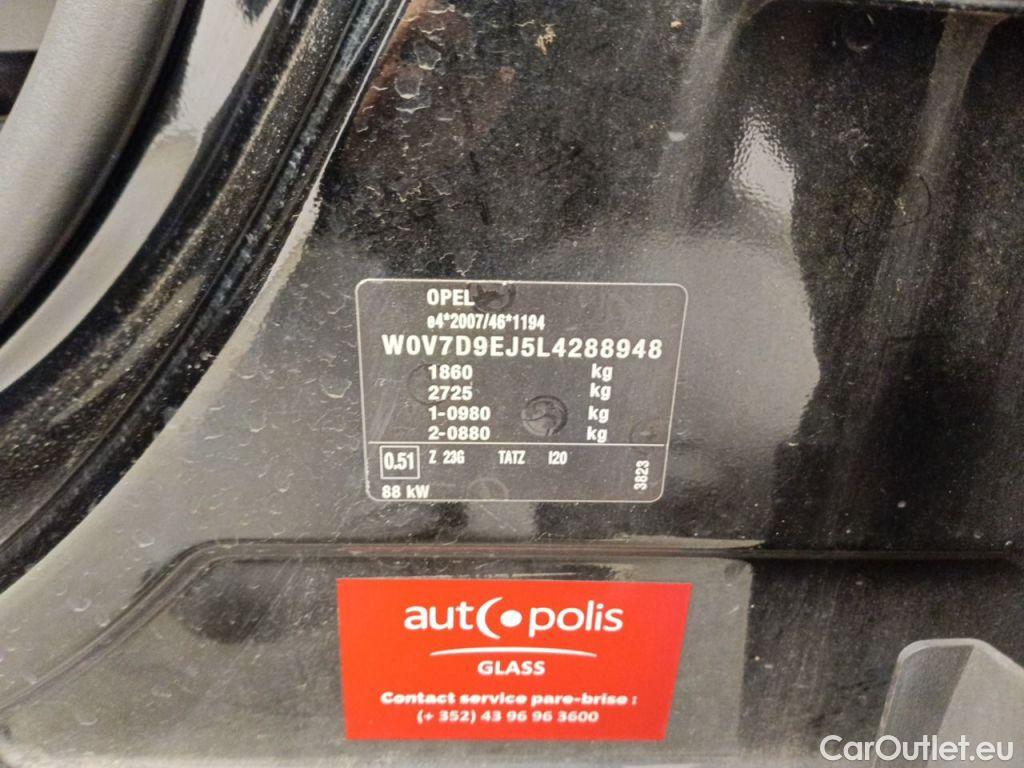 OPEL
e4*2007/46*1194
W0V7D9EJ5L4288948
1860 kg
2725 kg
1-0980 kg
2-0880 kg
0.51 Z 23G TATZ I20
3823
88 kW
autopolis
GLASS
Contact service pare-brise :
(+ 352) 43 96 96 3600
CarOutlet.eu